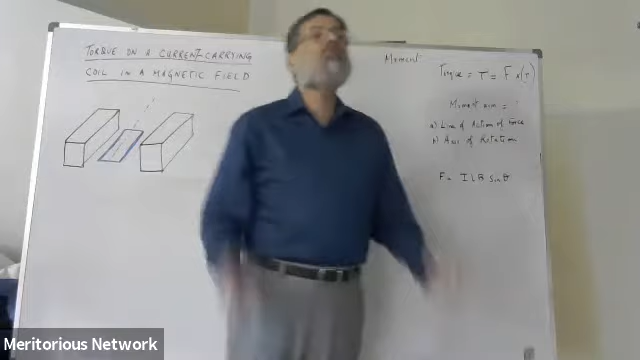 TORQUE ON A CURRENT-CARRYING
COIL IN A MAGNETIC FIELD
Moment
Torque = T = F x (r)
Moment arm =
a) Line of Action of Force
b) Axis of Rotation
F = I L B Sin θ
Meritorious Network